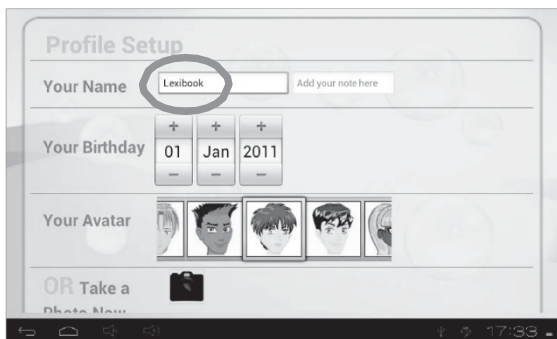 Profile Setup
Your Name Lexibook Add your note here
Your Birthday + + +
01 Jan 2011
- - -
Your Avatar
OR Take a
Photo Now
17:33